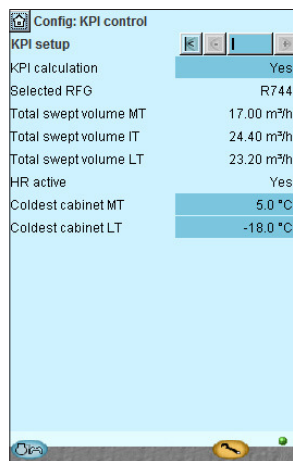 Config: KPI control
KPI setup
KPI calculation Yes
Selected RFG R744
Total swept volume MT 17.00 m³/h
Total swept volume IT 24.40 m³/h
Total swept volume LT 23.20 m³/h
HR active Yes
Coldest cabinet MT 5.0 °C
Coldest cabinet LT -18.0 °C